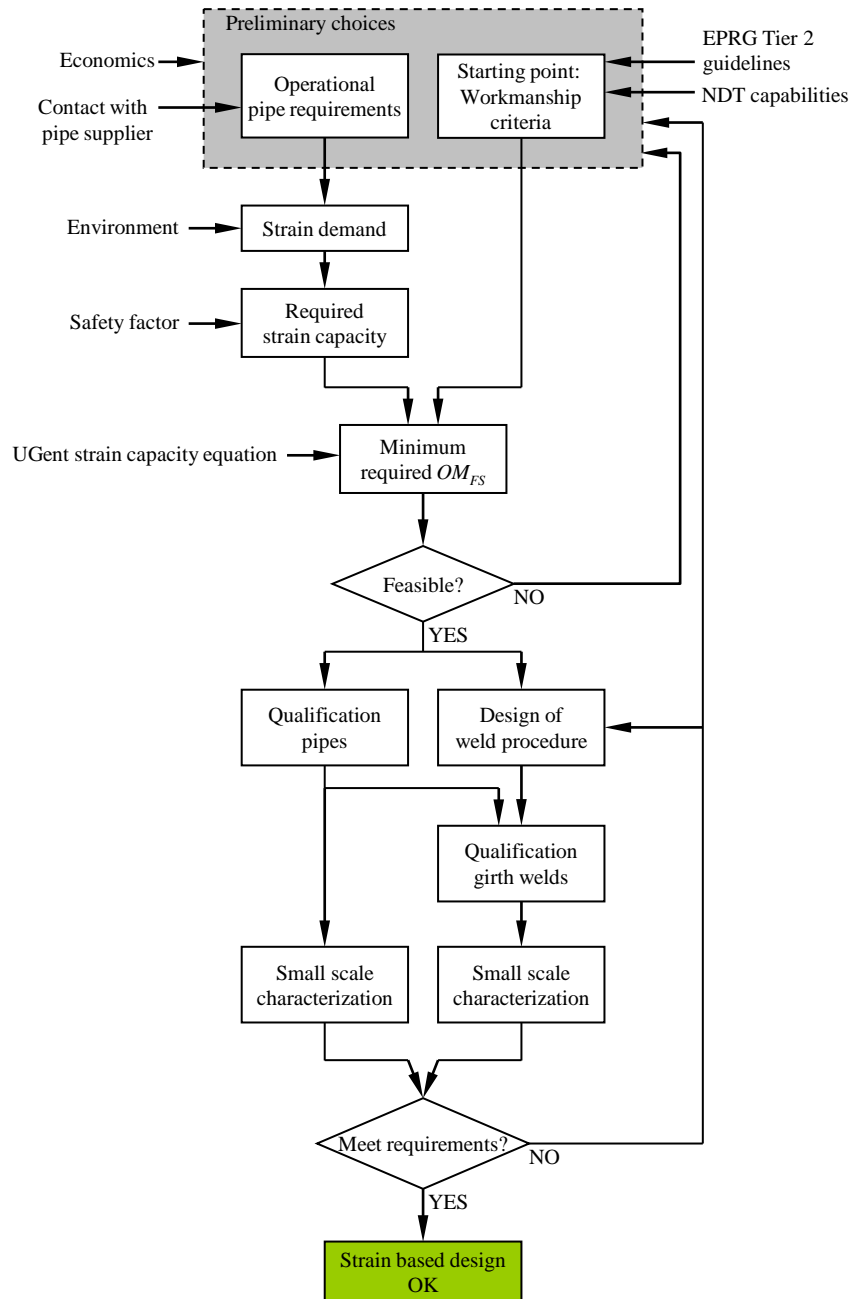 Preliminary choices
Economics
Operational
pipe requirements
Contact with
pipe supplier
Starting point:
Workmanship
criteria
EPRG Tier 2
guidelines
NDT capabilities
Environment
Strain demand
Safety factor
Required
strain capacity
UGent strain capacity equation
Minimum
required OM_FS
Feasible?
NO
YES
Qualification
pipes
Design of
weld procedure
Qualification
girth welds
Small scale
characterization
Small scale
characterization
Meet requirements?
NO
YES
Strain based design
OK